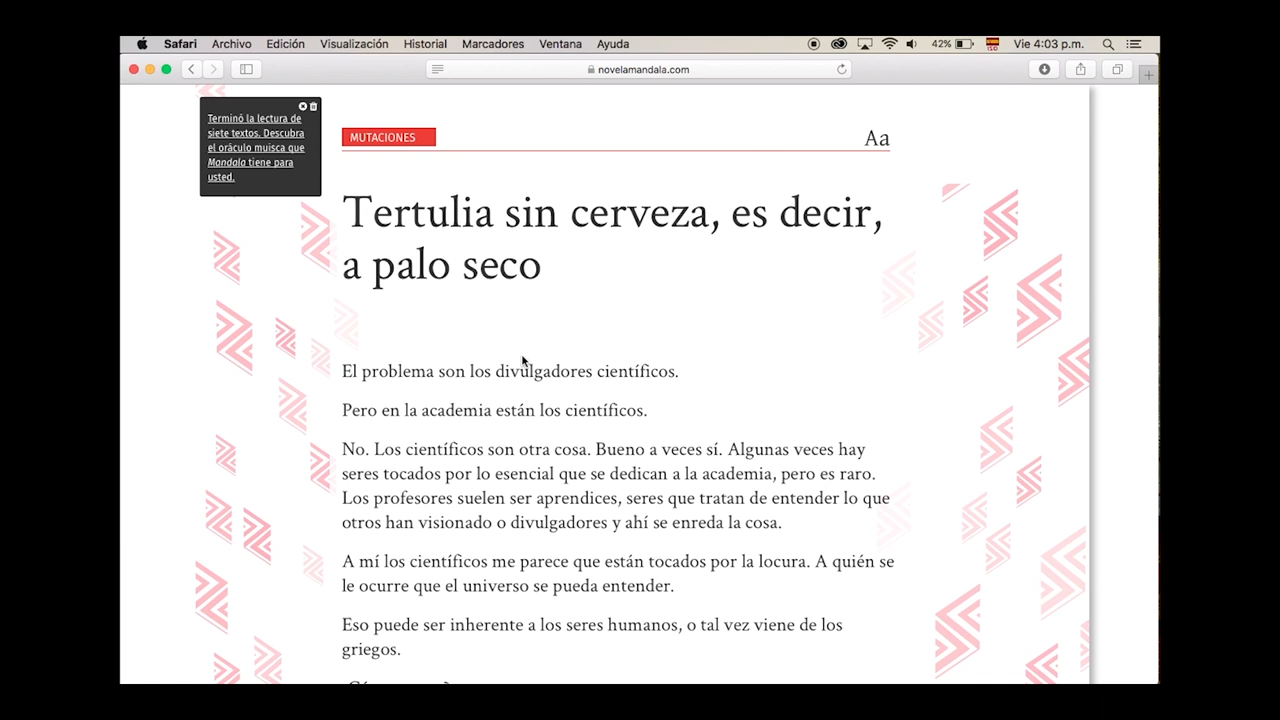 Safari Archivo Edición Visualización Historial Marcadores Ventana Ayuda 42% ISO Vie 4:03 p.m.
novelamandala.com
Terminó la lectura de
siete textos. Descubra
el oráculo muisca que
Mandala tiene para
usted.
MUTACIONES Aa
Tertulia sin cerveza, es decir,
a palo seco
El problema son los divulgadores científicos.
Pero en la academia están los científicos.
No. Los científicos son otra cosa. Bueno a veces sí. Algunas veces hay
seres tocados por lo esencial que se dedican a la academia, pero es raro.
Los profesores suelen ser aprendices, seres que tratan de entender lo que
otros han visionado o divulgadores y ahí se enreda la cosa.
A mí los científicos me parece que están tocados por la locura. A quién se
le ocurre que el universo se pueda entender.
Eso puede ser inherente a los seres humanos, o tal vez viene de los
griegos.